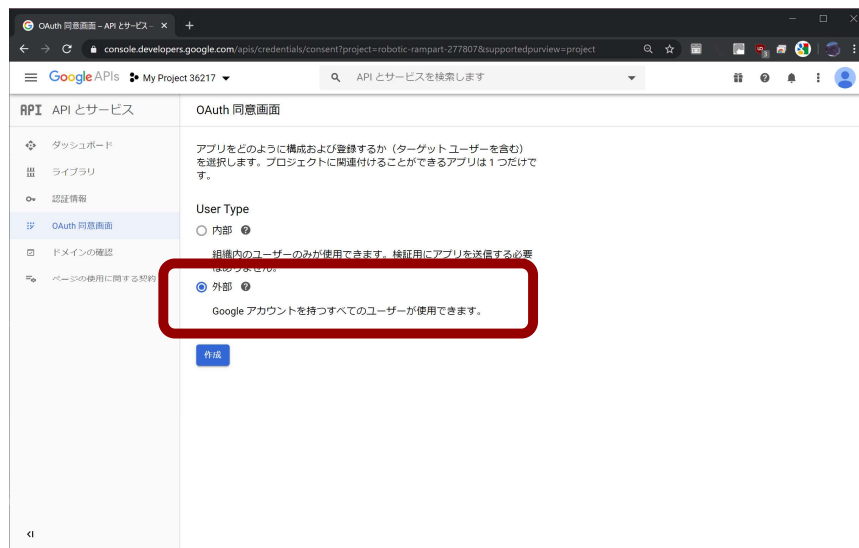 OAuth 同意画面 – API とサービス –
console.developers.google.com/apis/credentials/consent?project=robotic-rampart-277807&supportedpurview=project
Google APIs My Project 36217 API とサービスを検索します
API API とサービス OAuth 同意画面
ダッシュボード
ライブラリ
認証情報
OAuth 同意画面
ドメインの確認
ページの使用に関する契約
アプリをどのように構成および登録するか（ターゲット ユーザーを含む）
を選択します。プロジェクトに関連付けることができるアプリは 1 つだけで
す。
User Type
内部
組織内のユーザーのみが使用できます。検証用にアプリを送信する必要
はありません。
外部
Google アカウントを持つすべてのユーザーが使用できます。
作成